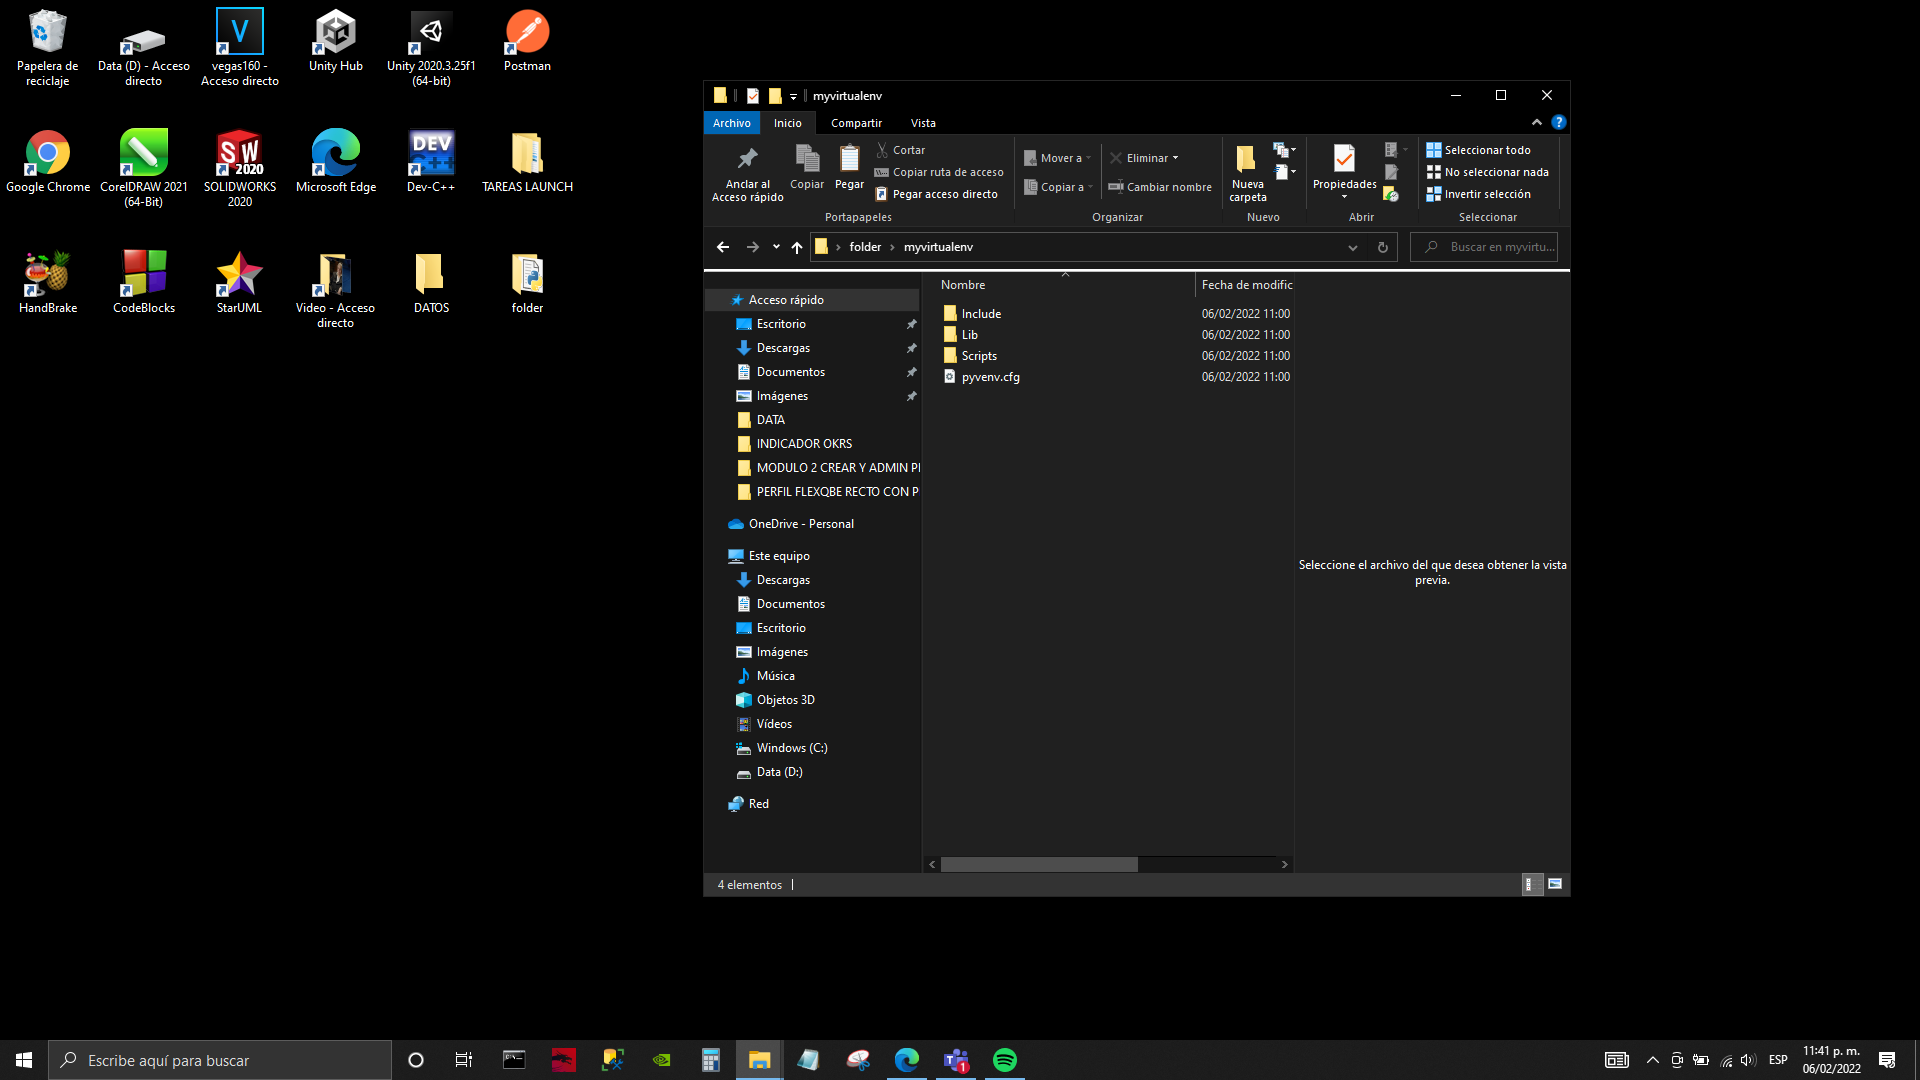 Papelera de
reciclaje
Data (D) - Acceso
directo
vegas160 -
Acceso directo
Unity Hub
Unity 2020.3.25f1
(64-bit)
Postman
Google Chrome
CorelDRAW 2021
(64-Bit)
SW
2020
SOLIDWORKS
2020
Microsoft Edge
DEV
C++
Dev-C++
TAREAS LAUNCH
HandBrake
CodeBlocks
StarUML
Video - Acceso
directo
DATOS
folder
myvirtualenv
Archivo
Inicio
Compartir
Vista
Anclar al
Acceso rápido
Copiar
Pegar
Cortar
Copiar ruta de acceso
Pegar acceso directo
Portapapeles
Mover a
Copiar a
Eliminar
Cambiar nombre
Organizar
Nueva
carpeta
Nuevo
Propiedades
Abrir
Seleccionar todo
No seleccionar nada
Invertir selección
Seleccionar
folder
myvirtualenv
Buscar en myvirtu...
Acceso rápido
Escritorio
Descargas
Documentos
Imágenes
DATA
INDICADOR OKRS
MODULO 2 CREAR Y ADMIN P
PERFIL FLEXQBE RECTO CON P
OneDrive - Personal
Este equipo
Descargas
Documentos
Escritorio
Imágenes
Música
Objetos 3D
Vídeos
Windows (C:)
Data (D:)
Red
Nombre
Fecha de modific
Include
06/02/2022 11:00
Lib
06/02/2022 11:00
Scripts
06/02/2022 11:00
pyvenv.cfg
06/02/2022 11:00
Seleccione el archivo del que desea obtener la vista
previa.
4 elementos
Escribe aquí para buscar
1
ESP
11:41 p. m.
06/02/2022